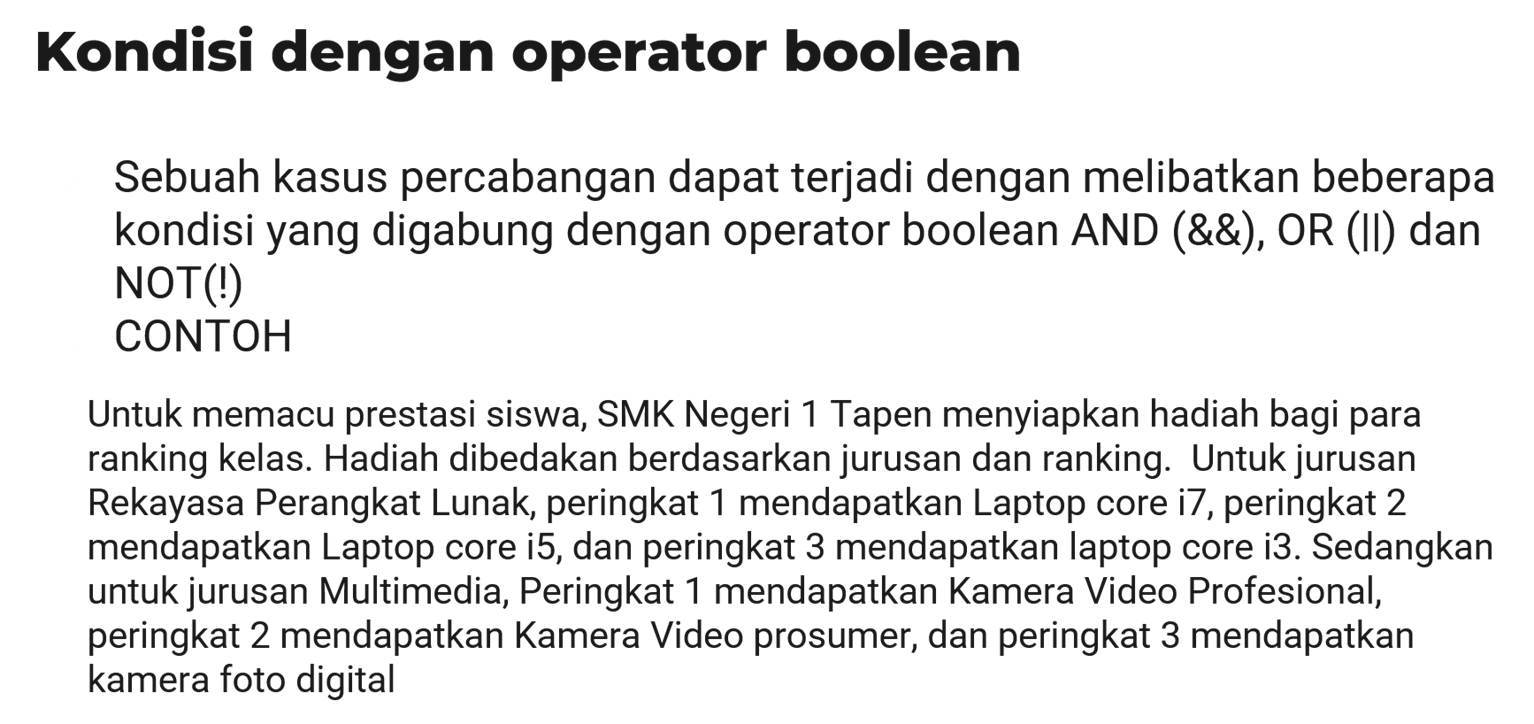 Kondisi dengan operator boolean
Sebuah kasus percabangan dapat terjadi dengan melibatkan beberapa
kondisi yang digabung dengan operator boolean AND (&&), OR (||) dan
NOT(!)
CONTOH
Untuk memacu prestasi siswa, SMK Negeri 1 Tapen menyiapkan hadiah bagi para
ranking kelas. Hadiah dibedakan berdasarkan jurusan dan ranking.  Untuk jurusan
Rekayasa Perangkat Lunak, peringkat 1 mendapatkan Laptop core i7, peringkat 2
mendapatkan Laptop core i5, dan peringkat 3 mendapatkan laptop core i3. Sedangkan
untuk jurusan Multimedia, Peringkat 1 mendapatkan Kamera Video Profesional,
peringkat 2 mendapatkan Kamera Video prosumer, dan peringkat 3 mendapatkan
kamera foto digital